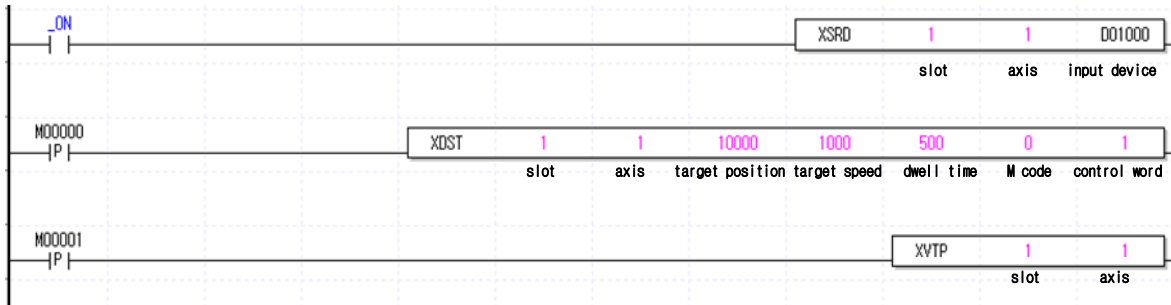 _ON
XSRD 1 1 D01000
slot axis input device
M00000
P
XDST 1 1 10000 1000 500 0 1
slot axis target position target speed dwell time M code control word
M00001
P
XVTP 1 1
slot axis